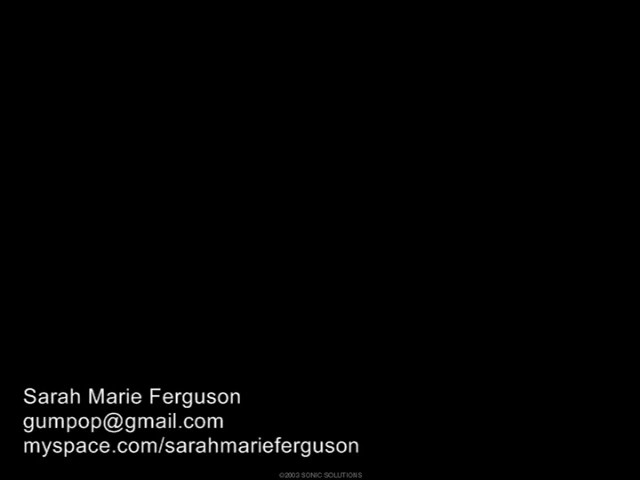 Sarah Marie Ferguson
gumpop@gmail.com
myspace.com/sarahmarieferguson
©2003 SONIC SOLUTIONS